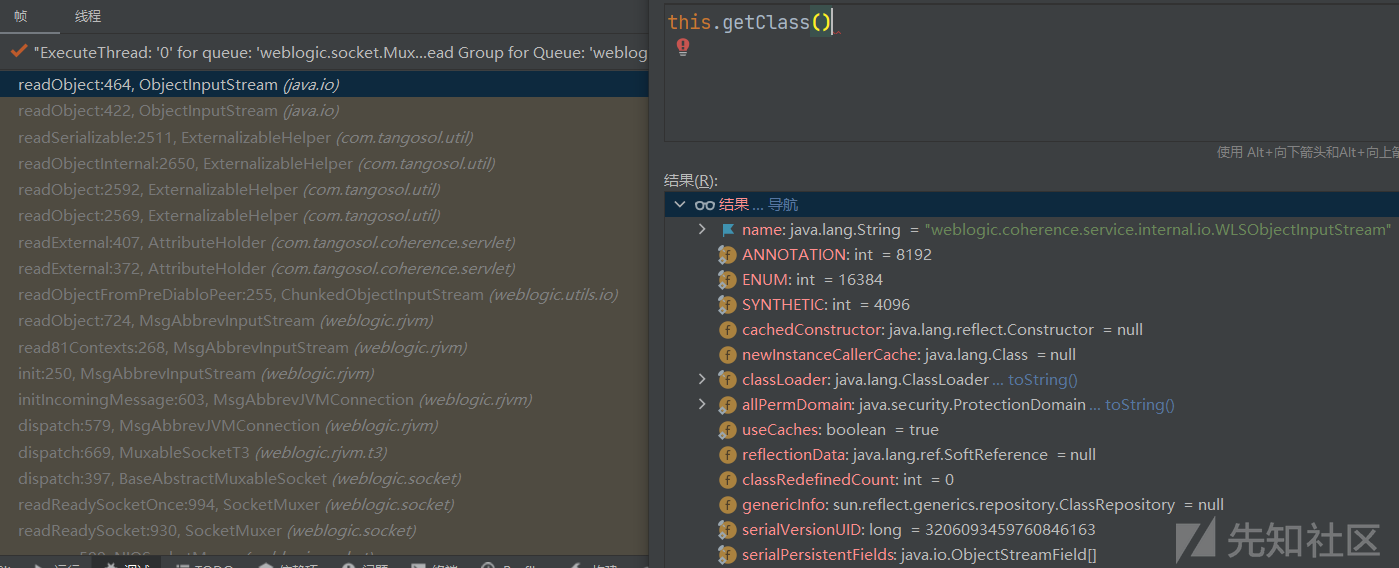 帧 线程
"ExecuteThread: '0' for queue: 'weblogic.socket.Mux...ead Group for Queue: 'weblog
readObject:464, ObjectInputStream (java.io)
readObject:422, ObjectInputStream (java.io)
readSerializable:2511, ExternalizableHelper (com.tangosol.util)
readObjectInternal:2650, ExternalizableHelper (com.tangosol.util)
readObject:2592, ExternalizableHelper (com.tangosol.util)
readObject:2569, ExternalizableHelper (com.tangosol.util)
readExternal:407, AttributeHolder (com.tangosol.coherence.servlet)
readExternal:372, AttributeHolder (com.tangosol.coherence.servlet)
readObjectFromPreDiabloPeer:255, ChunkedObjectInputStream (weblogic.utils.io)
readObject:724, MsgAbbrevInputStream (weblogic.rjvm)
read81Contexts:268, MsgAbbrevInputStream (weblogic.rjvm)
init:250, MsgAbbrevInputStream (weblogic.rjvm)
initIncomingMessage:603, MsgAbbrevJVMConnection (weblogic.rjvm)
dispatch:579, MsgAbbrevJVMConnection (weblogic.rjvm)
dispatch:669, MuxableSocketT3 (weblogic.rjvm.t3)
dispatch:397, BaseAbstractMuxableSocket (weblogic.socket)
readReadySocketOnce:994, SocketMuxer (weblogic.socket)
readReadySocket:930, SocketMuxer (weblogic.socket)
this.getClass()
使用 Alt+向下箭头和Alt+向上箭
结果(R):
结果 ... 导航
name: java.lang.String = "weblogic.coherence.service.internal.io.WLSObjectInputStream"
ANNOTATION: int = 8192
ENUM: int = 16384
SYNTHETIC: int = 4096
cachedConstructor: java.lang.reflect.Constructor = null
newInstanceCallerCache: java.lang.Class = null
classLoader: java.lang.ClassLoader ... toString()
allPermDomain: java.security.ProtectionDomain ... toString()
useCaches: boolean = true
reflectionData: java.lang.ref.SoftReference = null
classRedefinedCount: int = 0
genericInfo: sun.reflect.generics.repository.ClassRepository = null
serialVersionUID: long = 3206093459760846163
serialPersistentFields: java.io.ObjectStreamField[]
先知社区